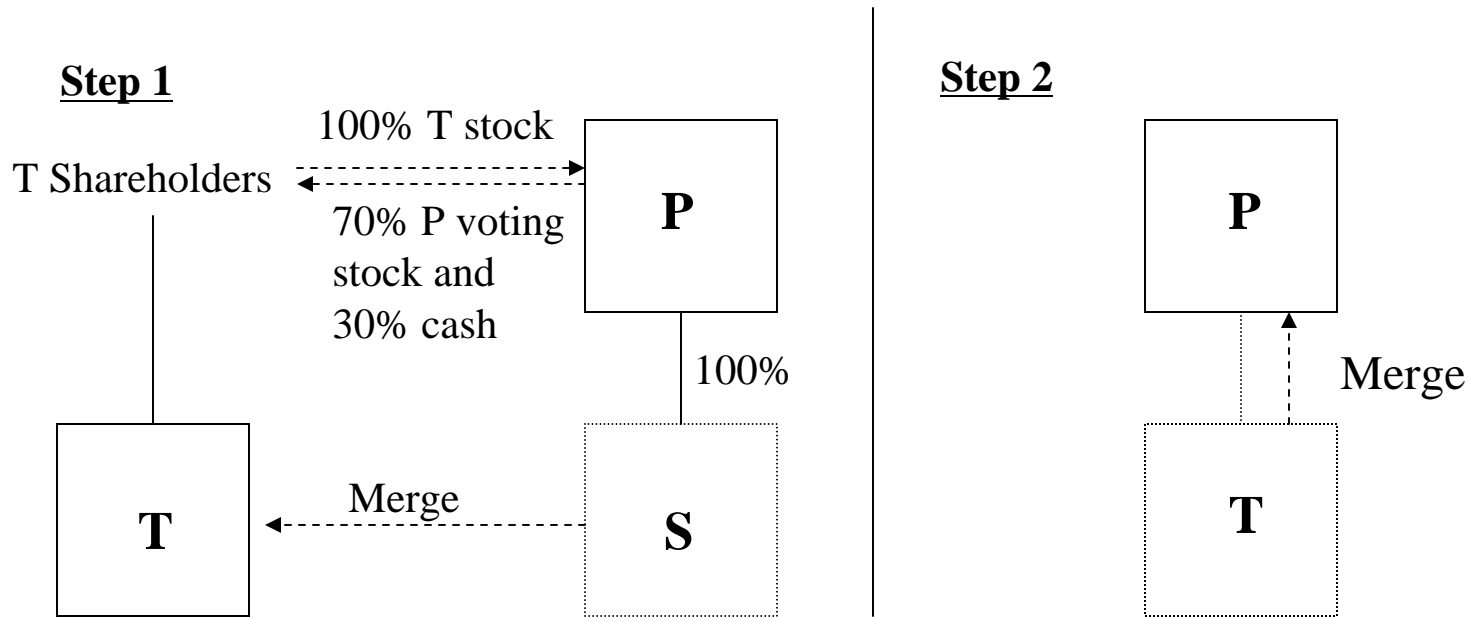 Step 1
100% T stock
T Shareholders
P
70% P voting
stock and
30% cash
100%
Merge
T
S
Step 2
P
Merge
T